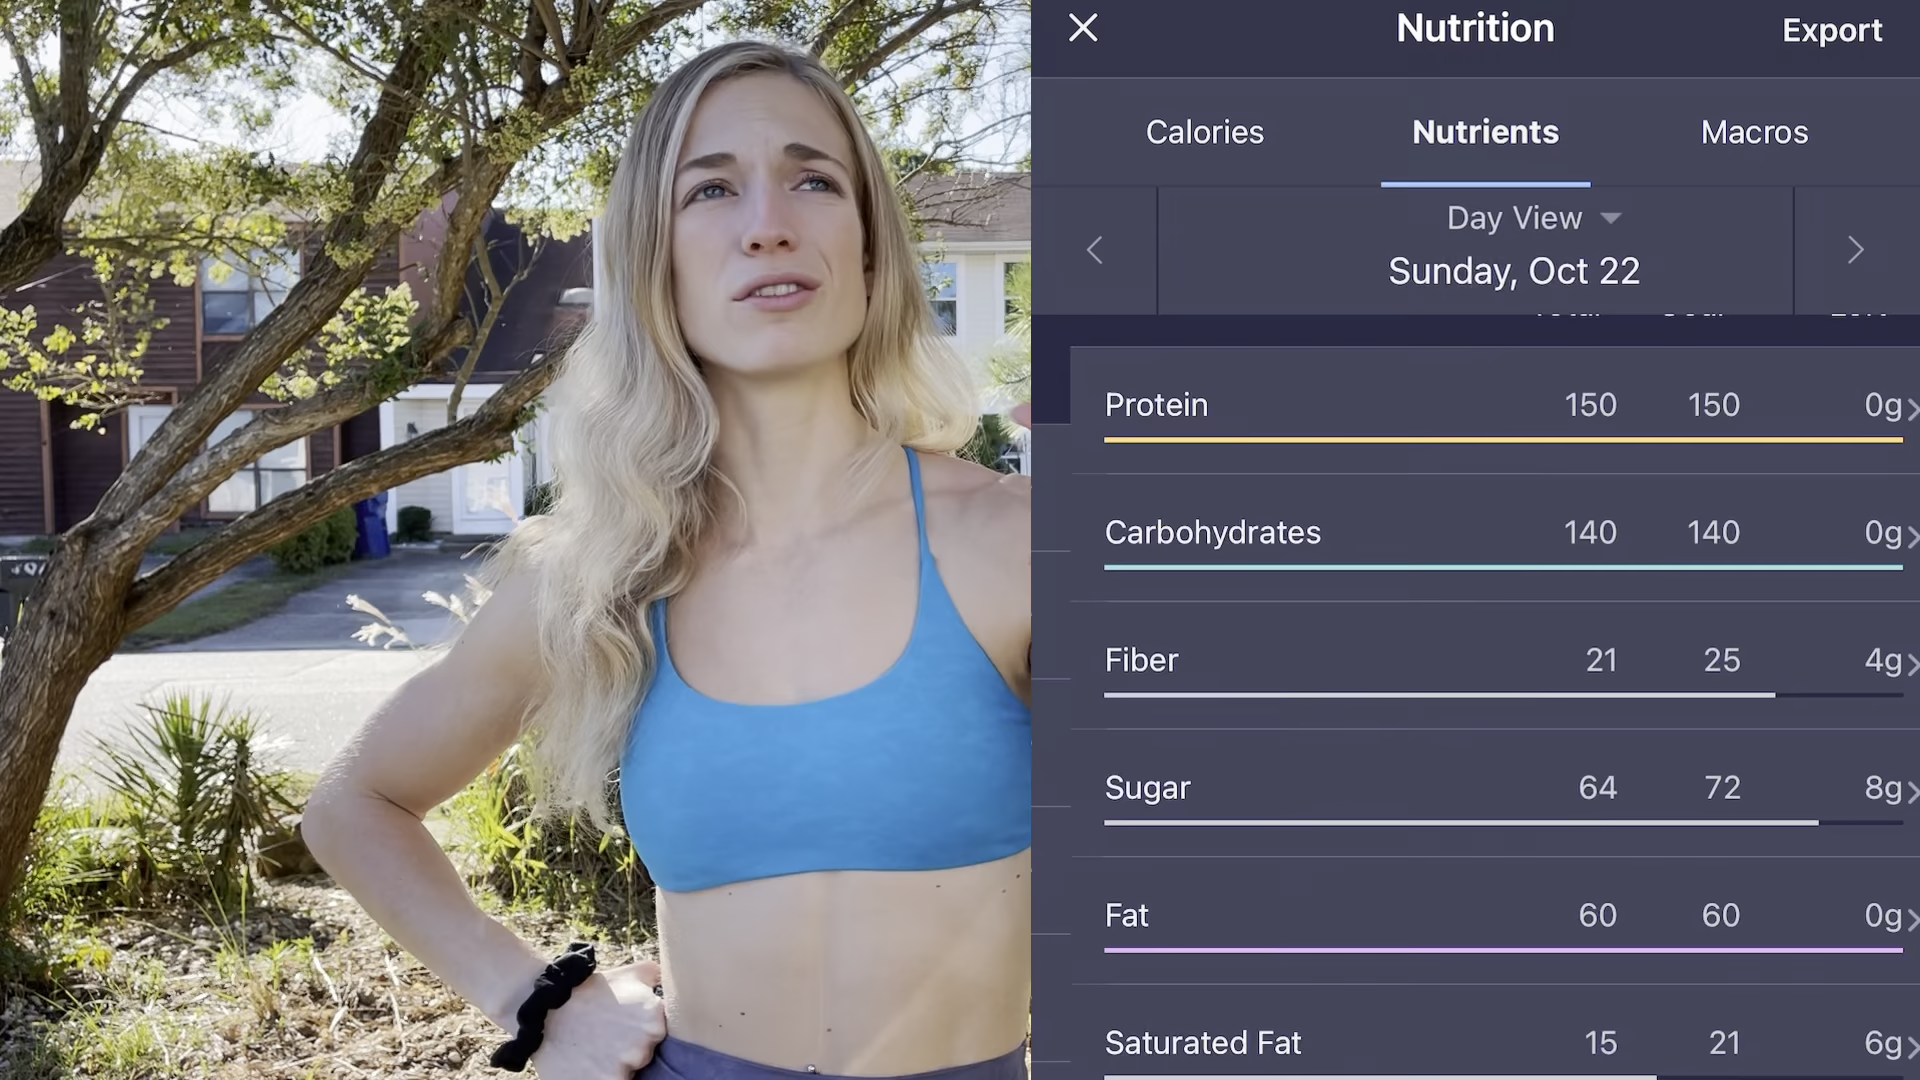 Nutrition
Export
Calories Nutrients Macros
Day View
Sunday, Oct 22
Protein 150 150 0g
Carbohydrates 140 140 0g
Fiber 21 25 4g
Sugar 64 72 8g
Fat 60 60 0g
Saturated Fat 15 21 6g